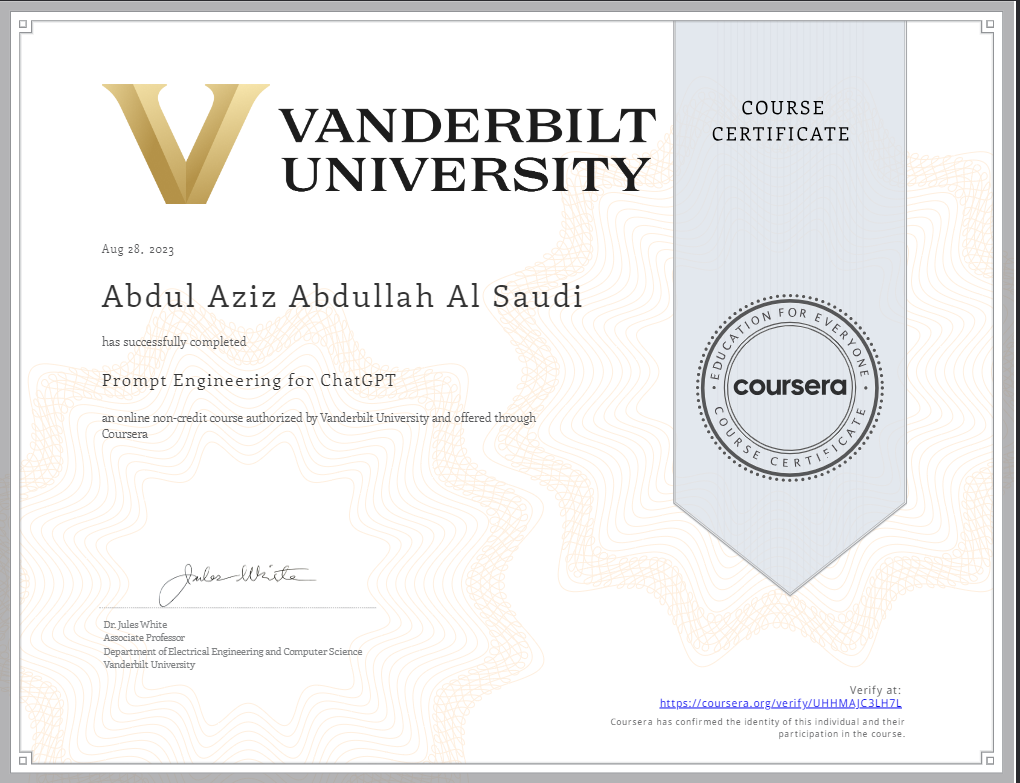 VANDERBILT
UNIVERSITY
COURSE
CERTIFICATE
Aug 28, 2023
Abdul Aziz Abdullah Al Saudi
has successfully completed
Prompt Engineering for ChatGPT
an online non-credit course authorized by Vanderbilt University and offered through
Coursera
EDUCATION FOR EVERYONE
coursera
COURSE CERTIFICATE
Jules White
Dr. Jules White
Associate Professor
Department of Electrical Engineering and Computer Science
Vanderbilt University
Verify at:
https://coursera.org/verify/UHHMAJC3LH7L
Coursera has confirmed the identity of this individual and their
participation in the course.